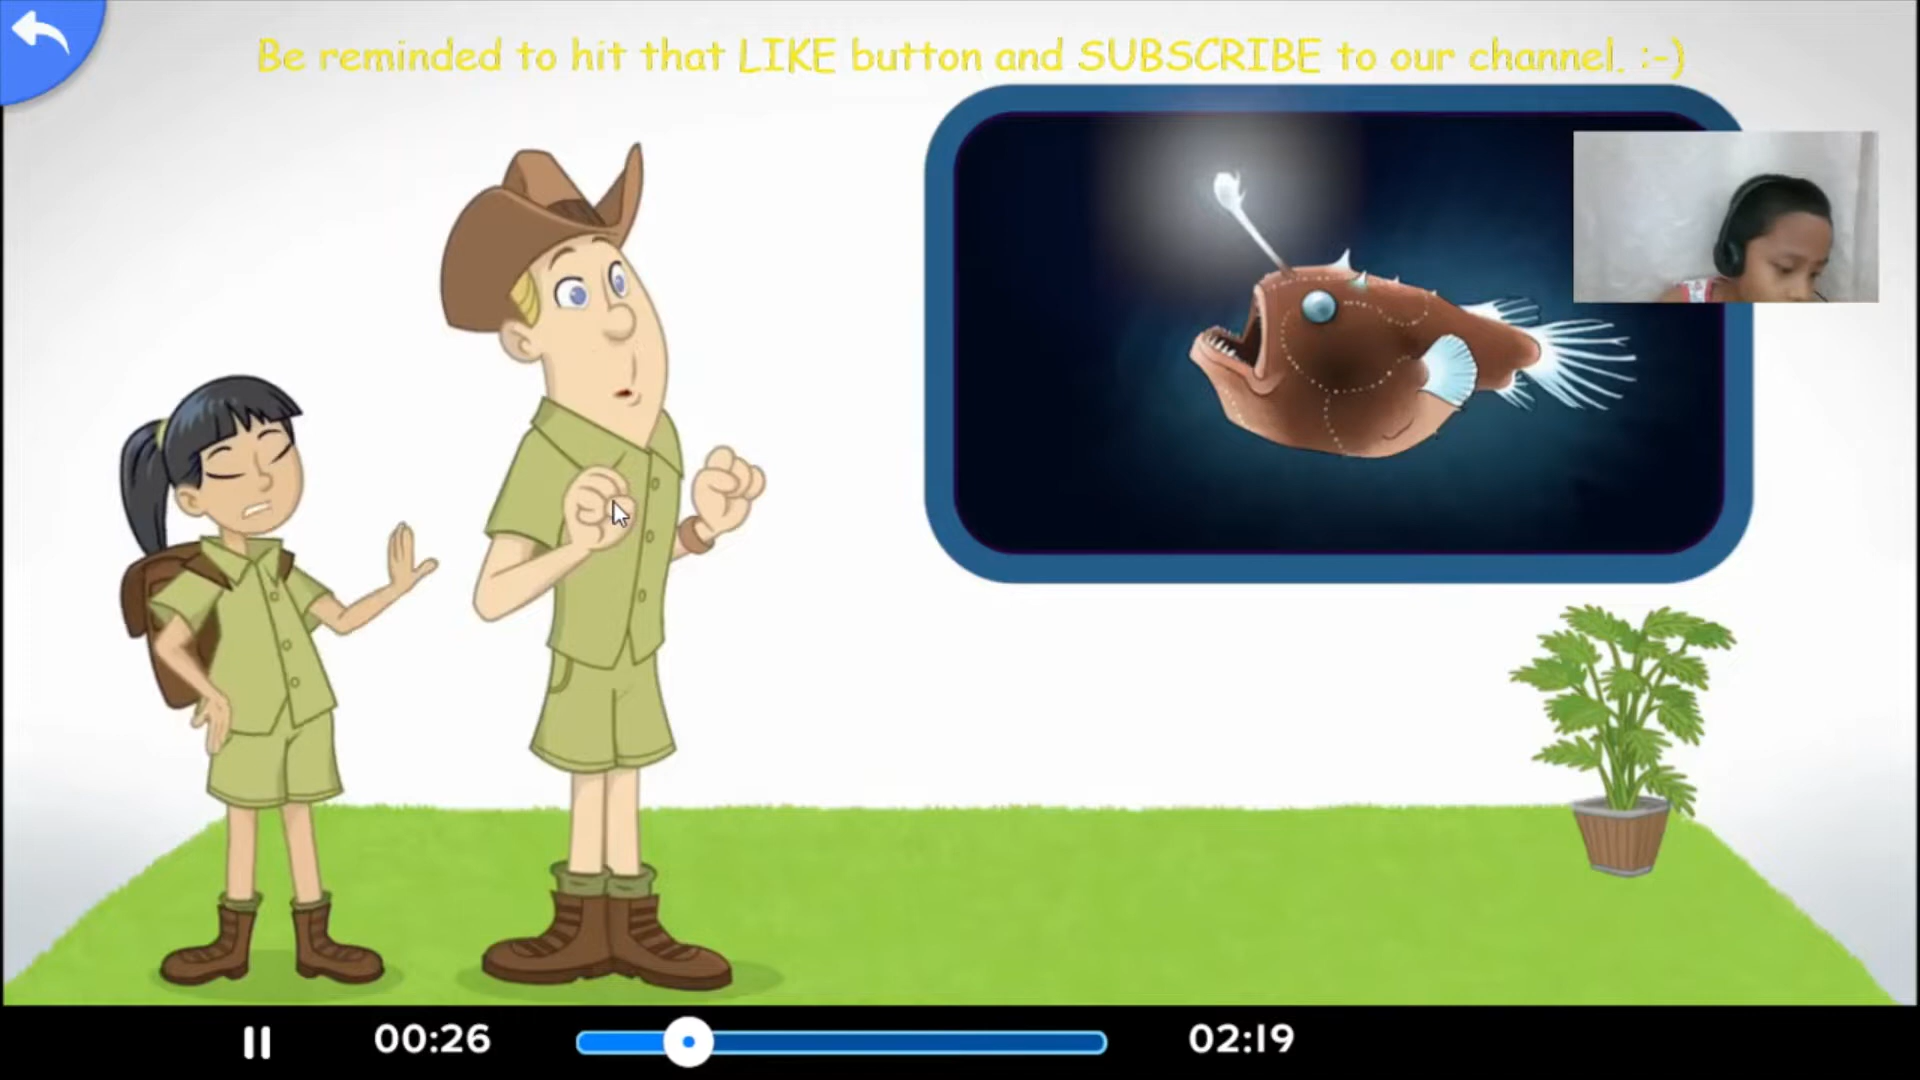 Be reminded to hit that LIKE button and SUBSCRIBE to our channel. :-)
00:26
02:19